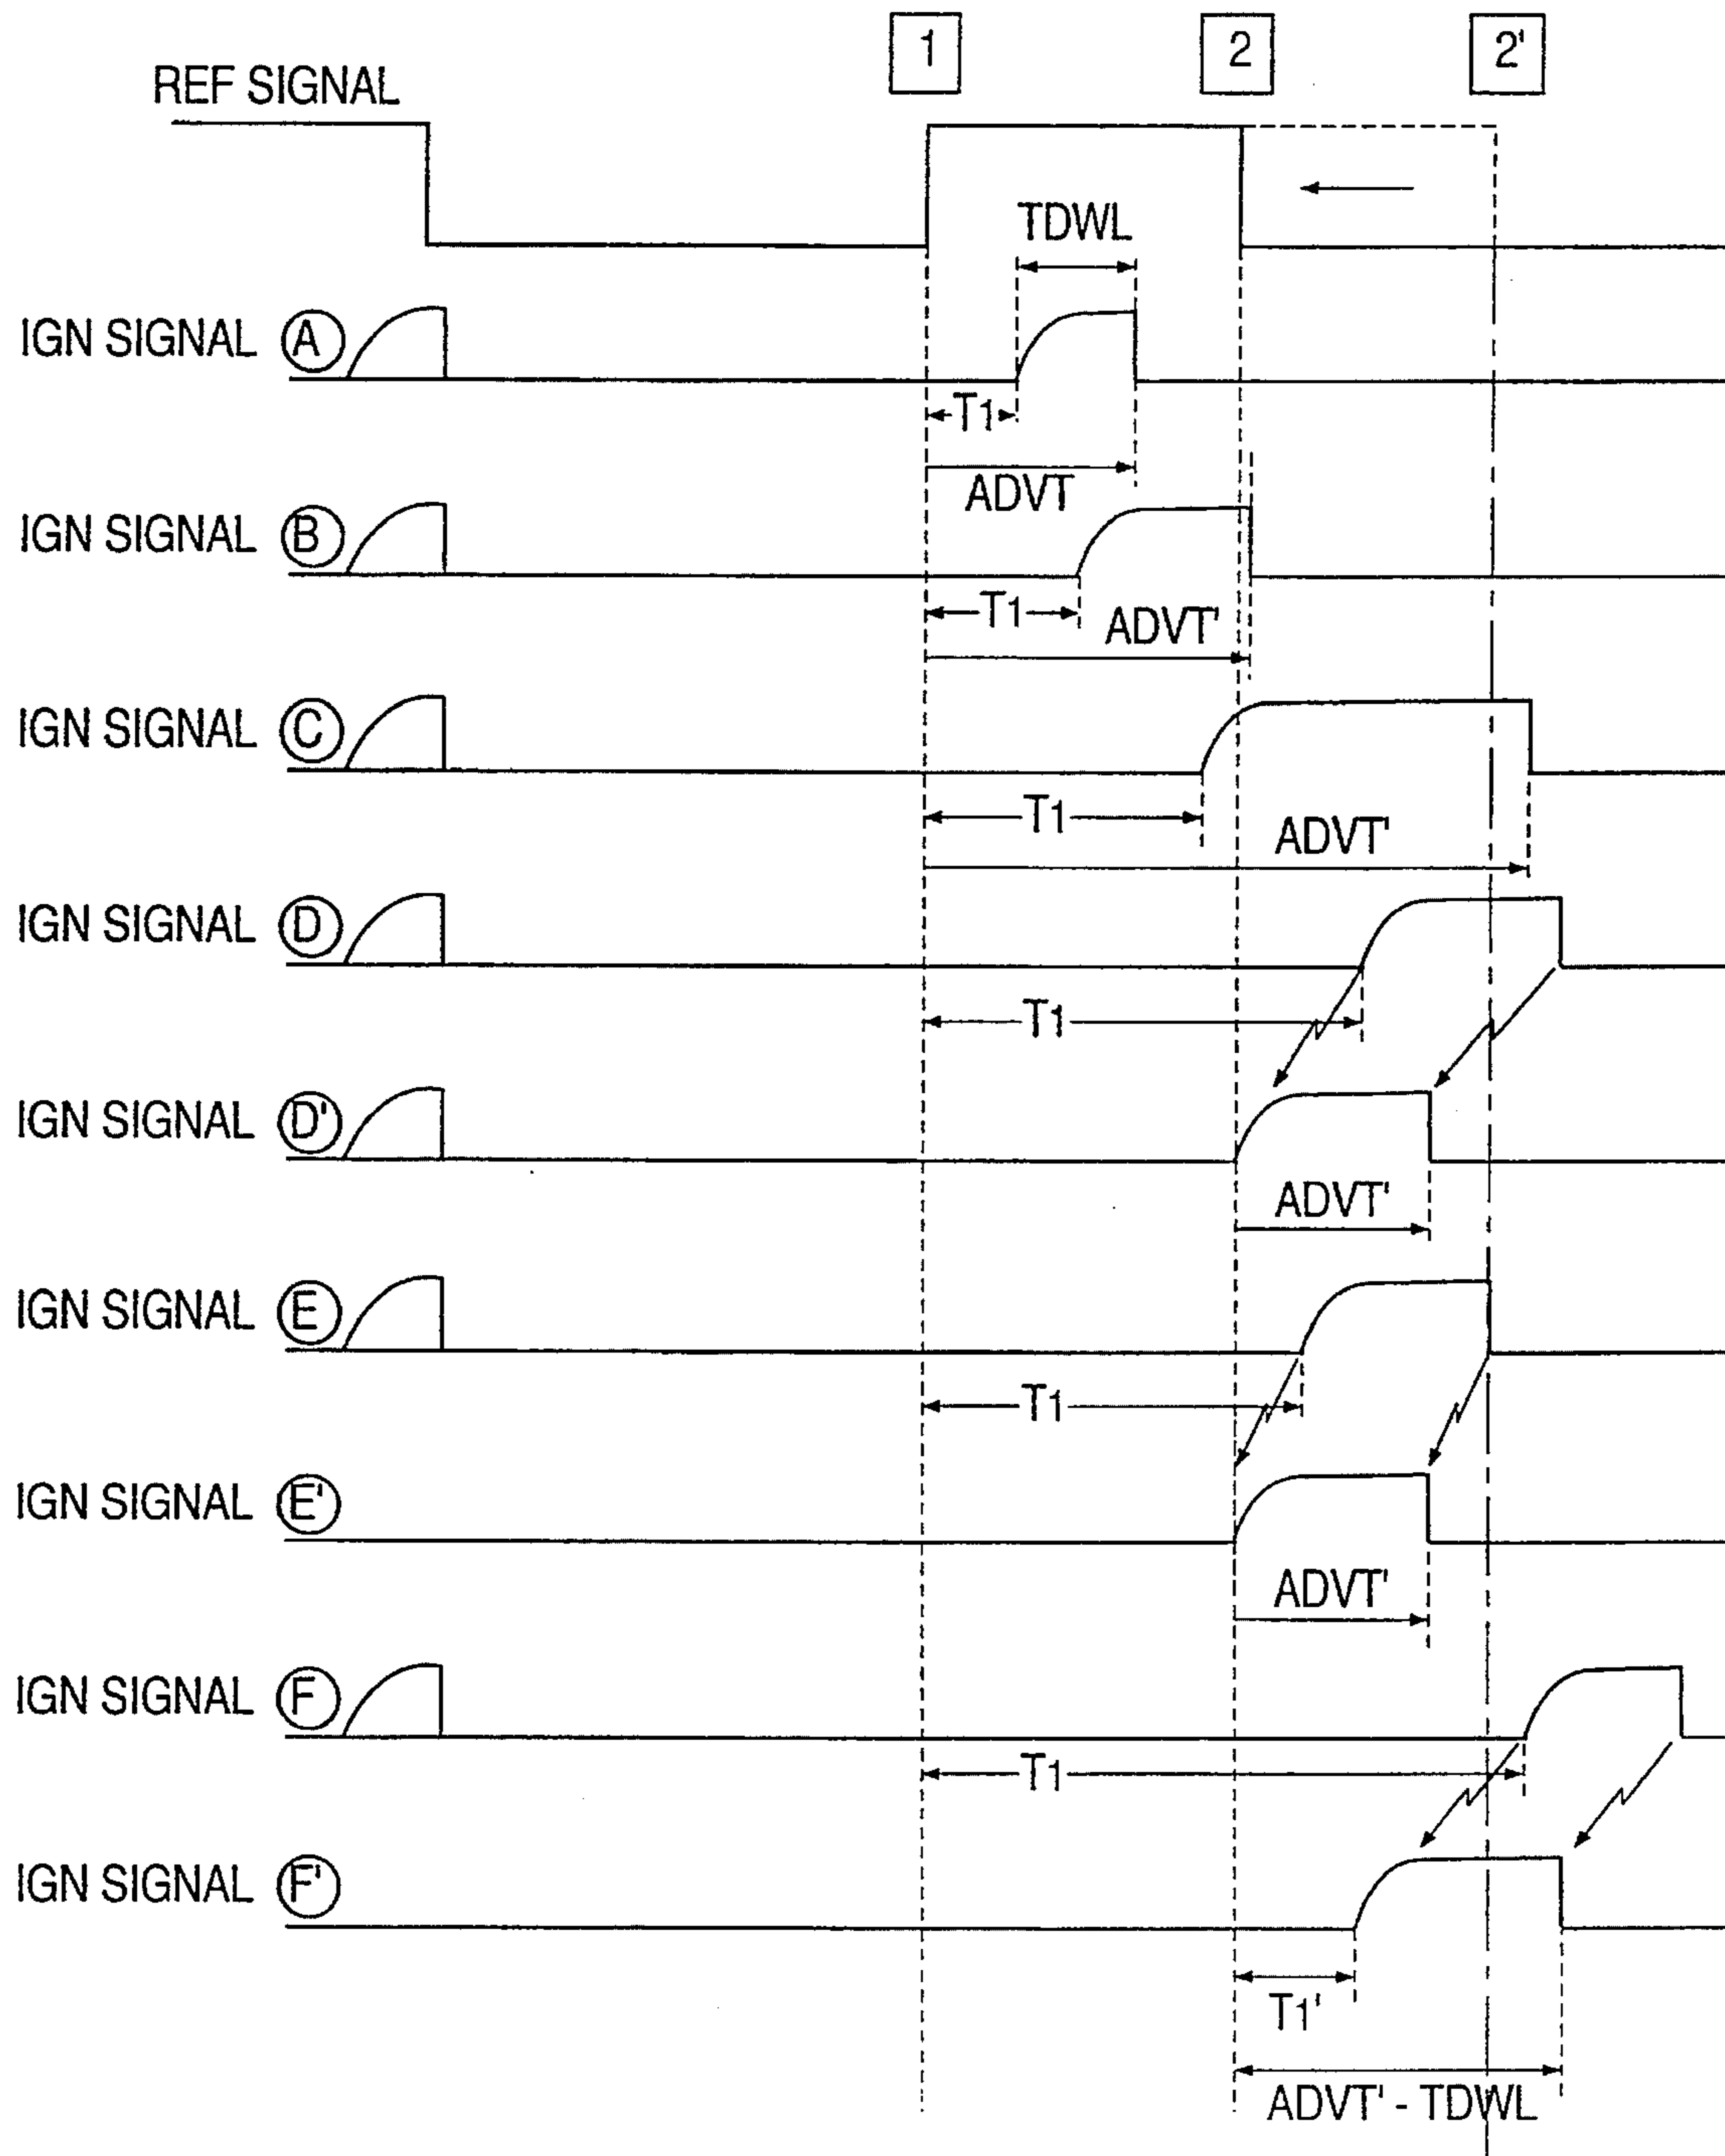 1 2 2'
REF SIGNAL
TDWL
IGN SIGNAL A
T1
ADVT
IGN SIGNAL B
T1
ADVT'
IGN SIGNAL C
T1
ADVT'
IGN SIGNAL D
T1
IGN SIGNAL D'
ADVT'
IGN SIGNAL E
T1
IGN SIGNAL E'
ADVT'
IGN SIGNAL F
T1
IGN SIGNAL F'
T1'
ADVT' - TDWL